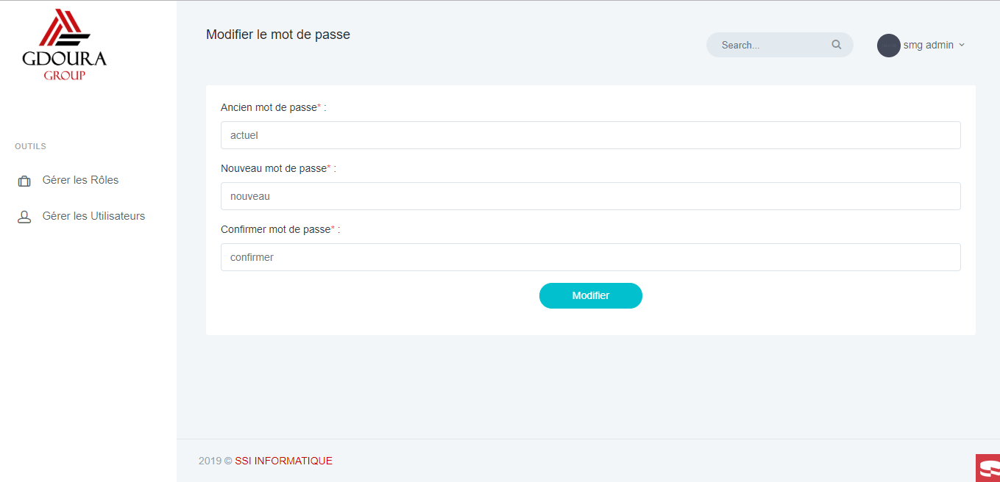 GDOURA
GROUP
Modifier le mot de passe
Search...
smg admin
OUTILS
Gérer les Rôles
Gérer les Utilisateurs
Ancien mot de passe* :
actuel
Nouveau mot de passe* :
nouveau
Confirmer mot de passe* :
confirmer
Modifier
2019 © SSI INFORMATIQUE